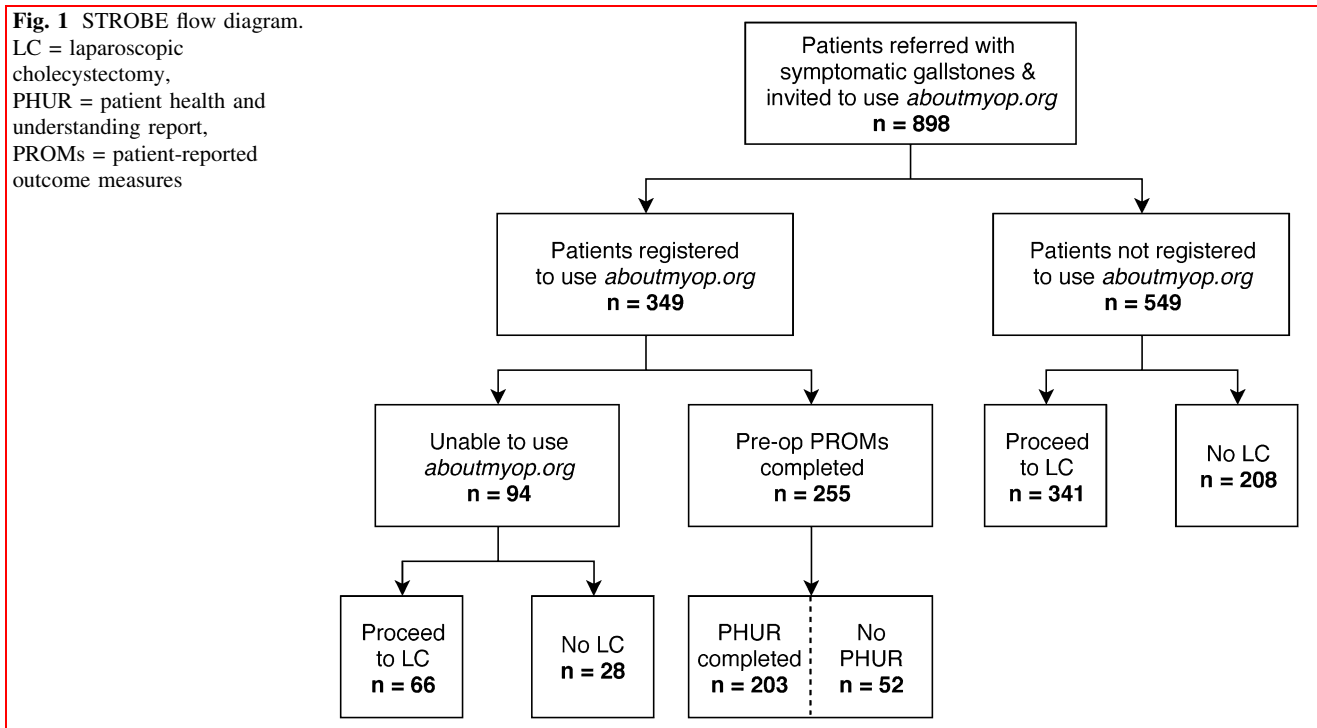 Fig. 1 STROBE flow diagram.
LC = laparoscopic
cholecystectomy,
PHUR = patient health and
understanding report,
PROMs = patient-reported
outcome measures
Patients referred with
symptomatic gallstones &
invited to use aboutmyop.org
n = 898
Patients registered
to use aboutmyop.org
n = 349
Patients not registered
to use aboutmyop.org
n = 549
Unable to use
aboutmyop.org
n = 94
Pre-op PROMs
completed
n = 255
Proceed
to LC
n = 341
No LC
n = 208
Proceed
to LC
n = 66
No LC
n = 28
PHUR
completed
n = 203
No
PHUR
n = 52